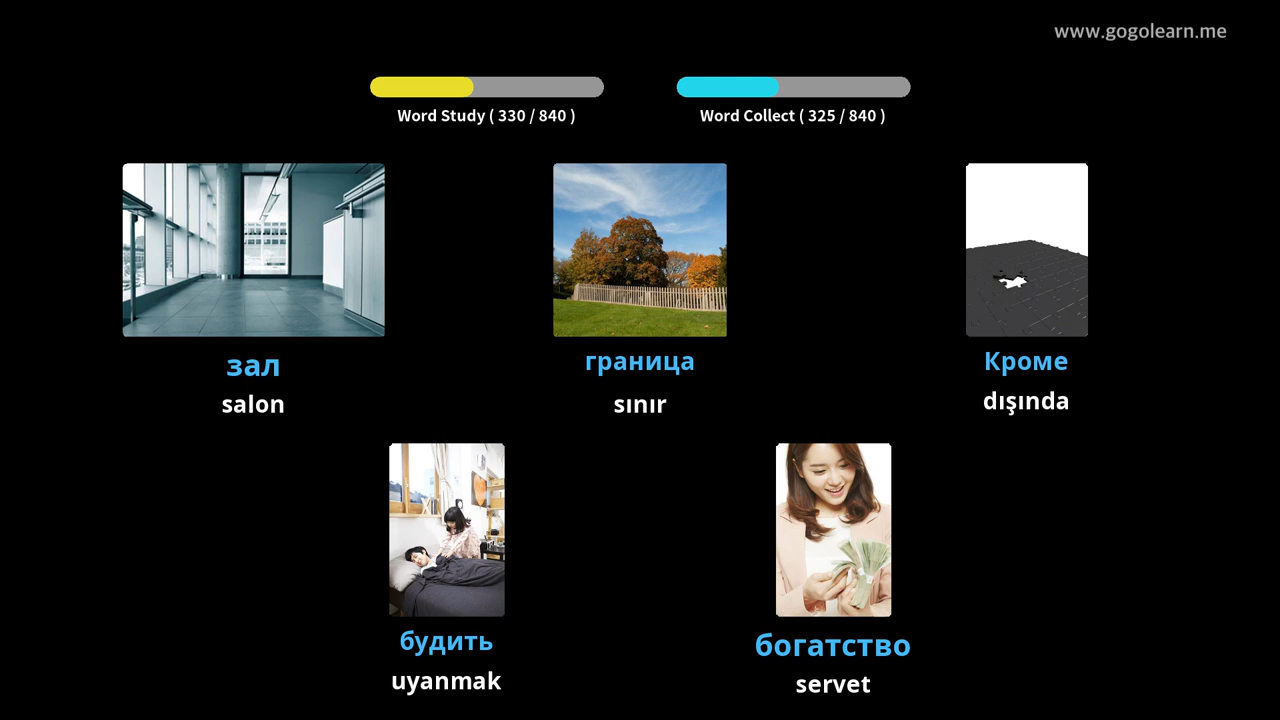 www.gogolearn.me
Word Study ( 330 / 840 )
Word Collect ( 325 / 840 )
зал
salon
граница
sınır
Кроме
dışında
будить
uyanmak
богатство
servet